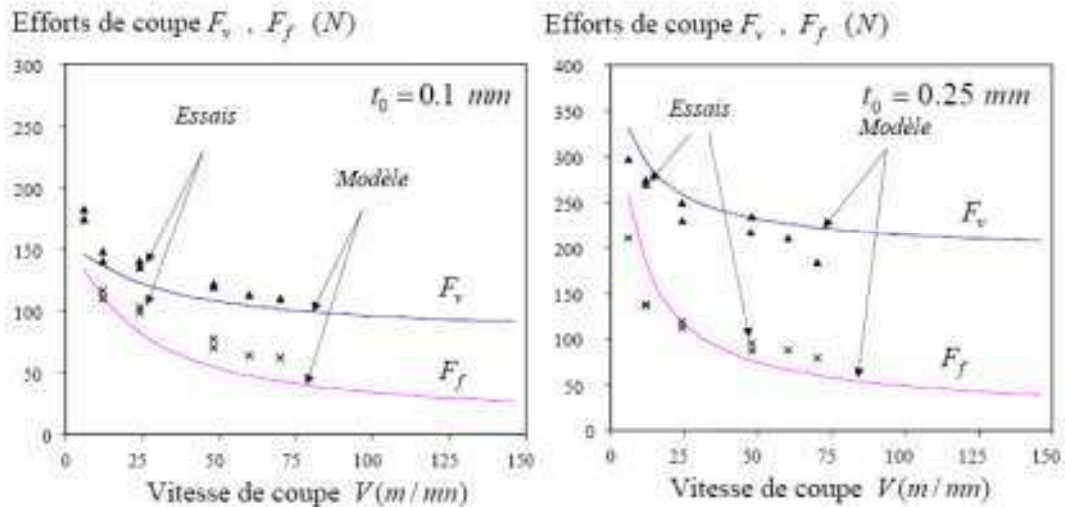 Efforts de coupe F_v , F_f (N)
300
250
200
150
100
50
0
t_0 = 0.1 mm
Essais
Modèle
F_v
F_f
0 25 50 75 100 125 150
Vitesse de coupe V(m/mn)
Efforts de coupe F_v , F_f (N)
400
350
300
250
200
150
100
50
0
t_0 = 0.25 mm
Essais
Modèle
F_v
F_f
0 25 50 75 100 125 150
Vitesse de coupe V(m/mn)